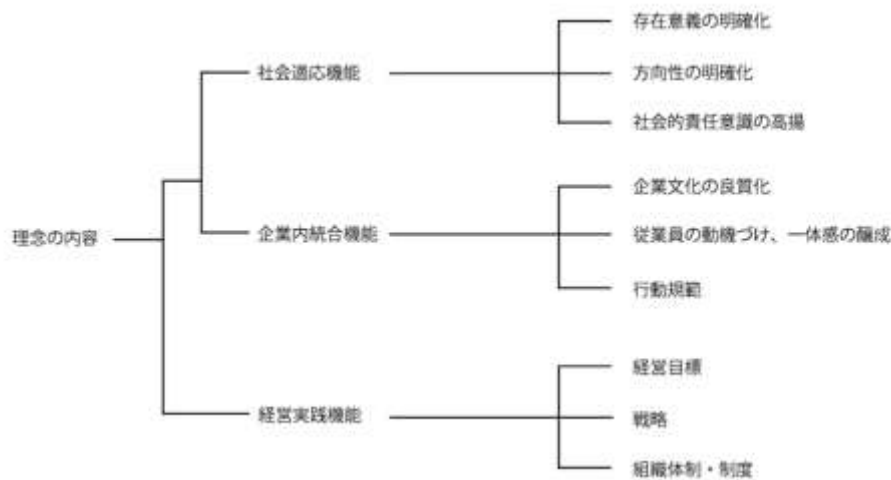 理念の内容
社会適応機能
存在意義の明確化
方向性の明確化
社会的責任意識の高揚
企業内統合機能
企業文化の良質化
従業員の動機づけ、一体感の醸成
行動規範
経営実践機能
経営目標
戦略
組織体制・制度